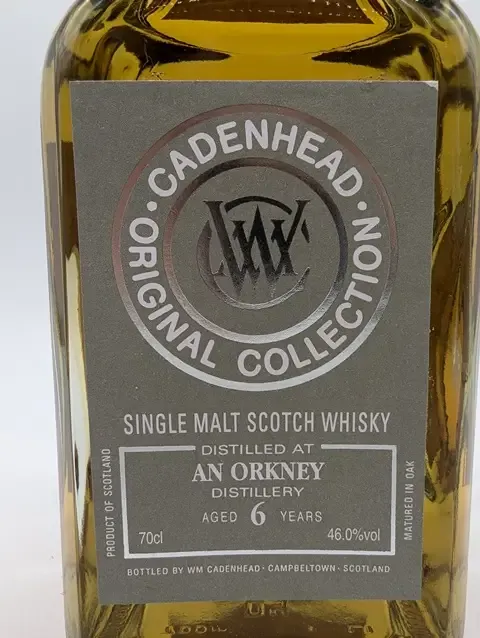 CADENHEAD
ORIGINAL COLLECTION
SINGLE MALT SCOTCH WHISKY
DISTILLED AT
AN ORKNEY
DISTILLERY
AGED 6 YEARS
70cl 46.0%vol
PRODUCT OF SCOTLAND
MATURED IN OAK
BOTTLED BY WM CADENHEAD · CAMPBELTOWN · SCOTLAND